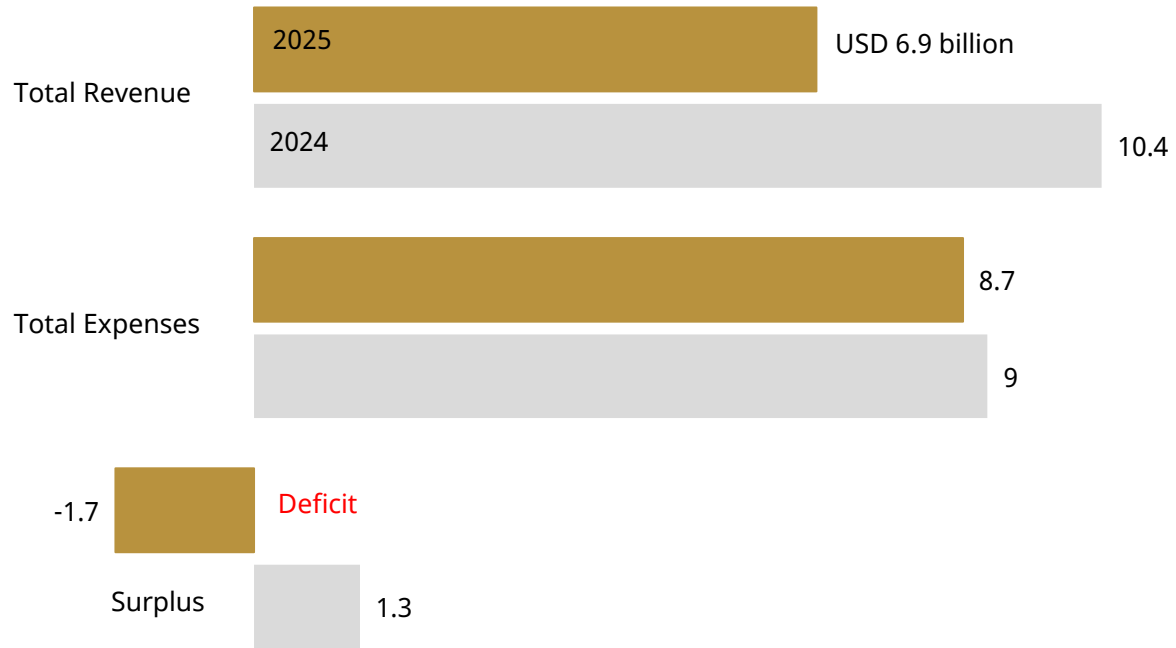 2025
USD 6.9 billion
Total Revenue
2024
10.4
8.7
Total Expenses
9
-1.7
Deficit
Surplus
1.3